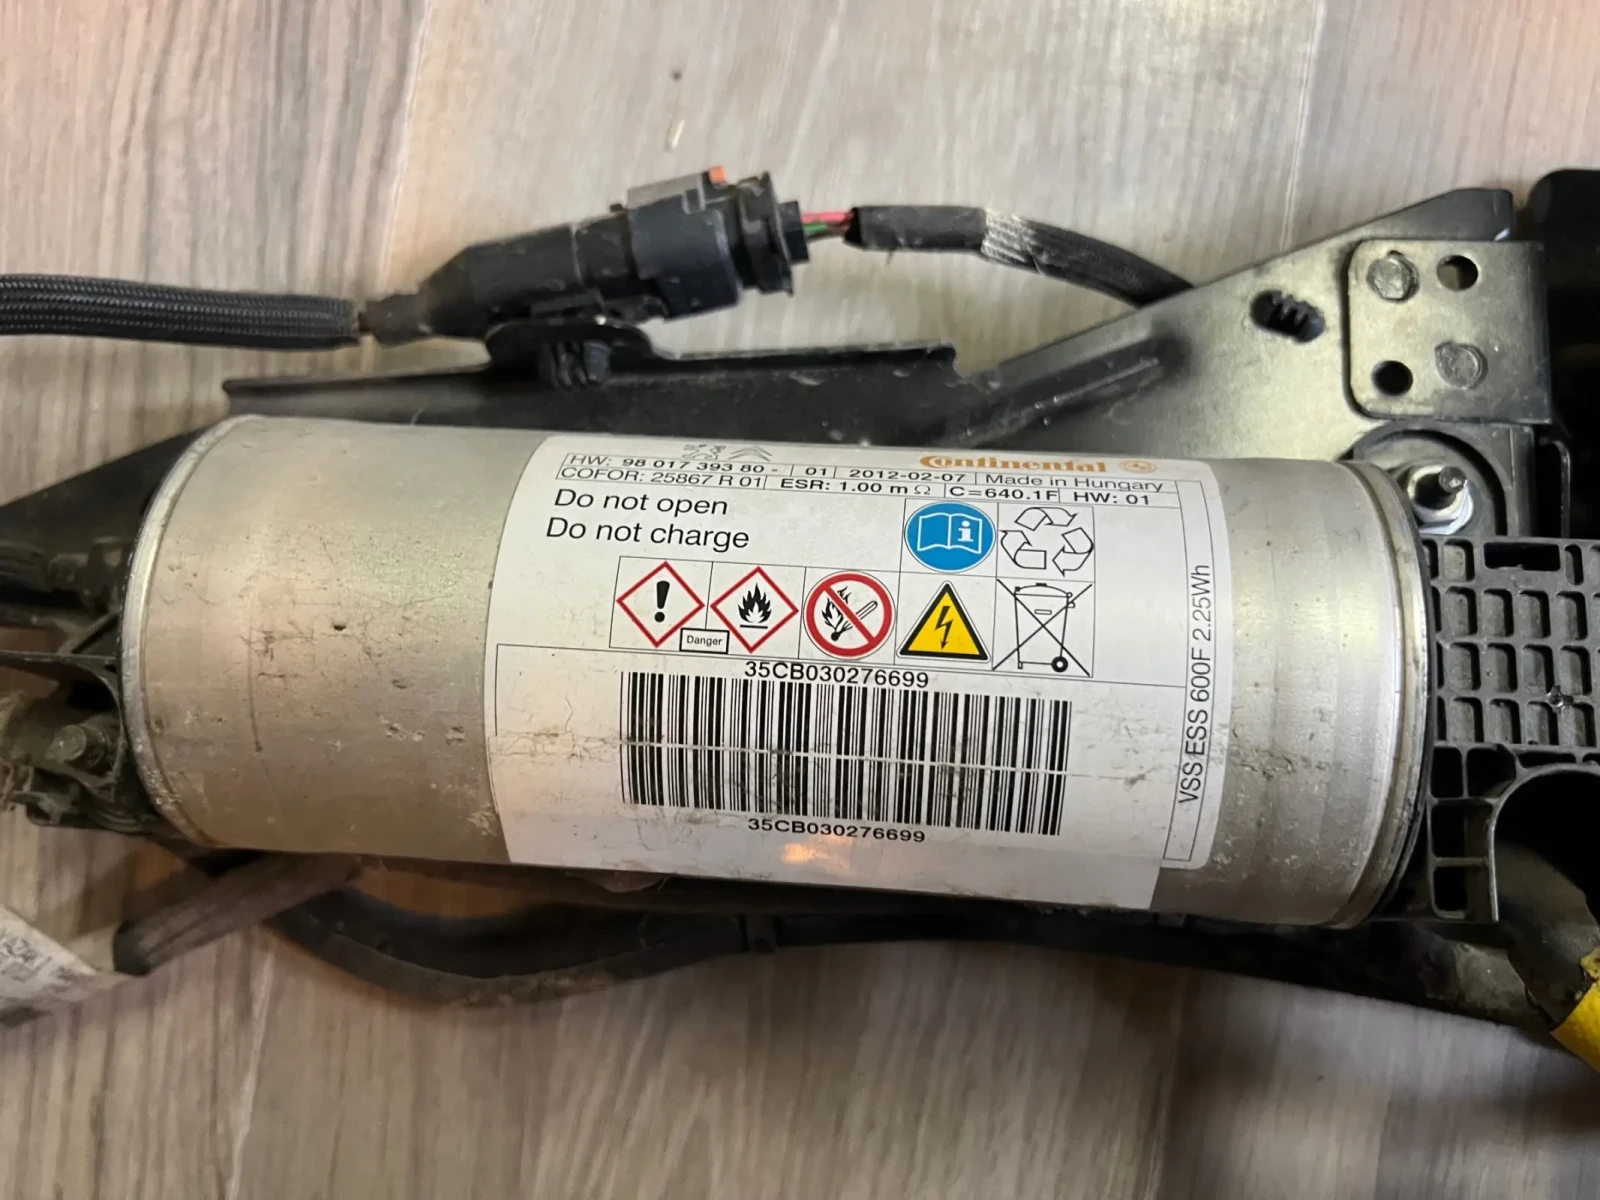 Continental
HW: 98 017 393 80 - 01 2012-02-07 Made in Hungary
COFOR: 25867 R 01 ESR: 1.00 mΩ C=640.1F HW: 01
Do not open
Do not charge
Danger
35CB030276699
35CB030276699
VSS ESS 600F 2.25Wh